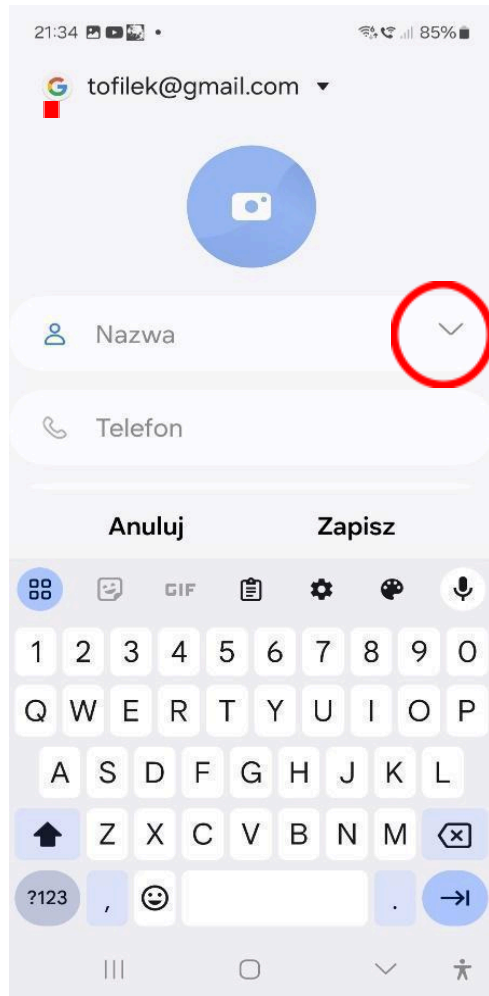 21:34 85%
G tofilek@gmail.com
Nazwa
Telefon
Anuluj Zapisz
GIF
1 2 3 4 5 6 7 8 9 0
Q W E R T Y U I O P
A S D F G H J K L
Z X C V B N M
?123 , .